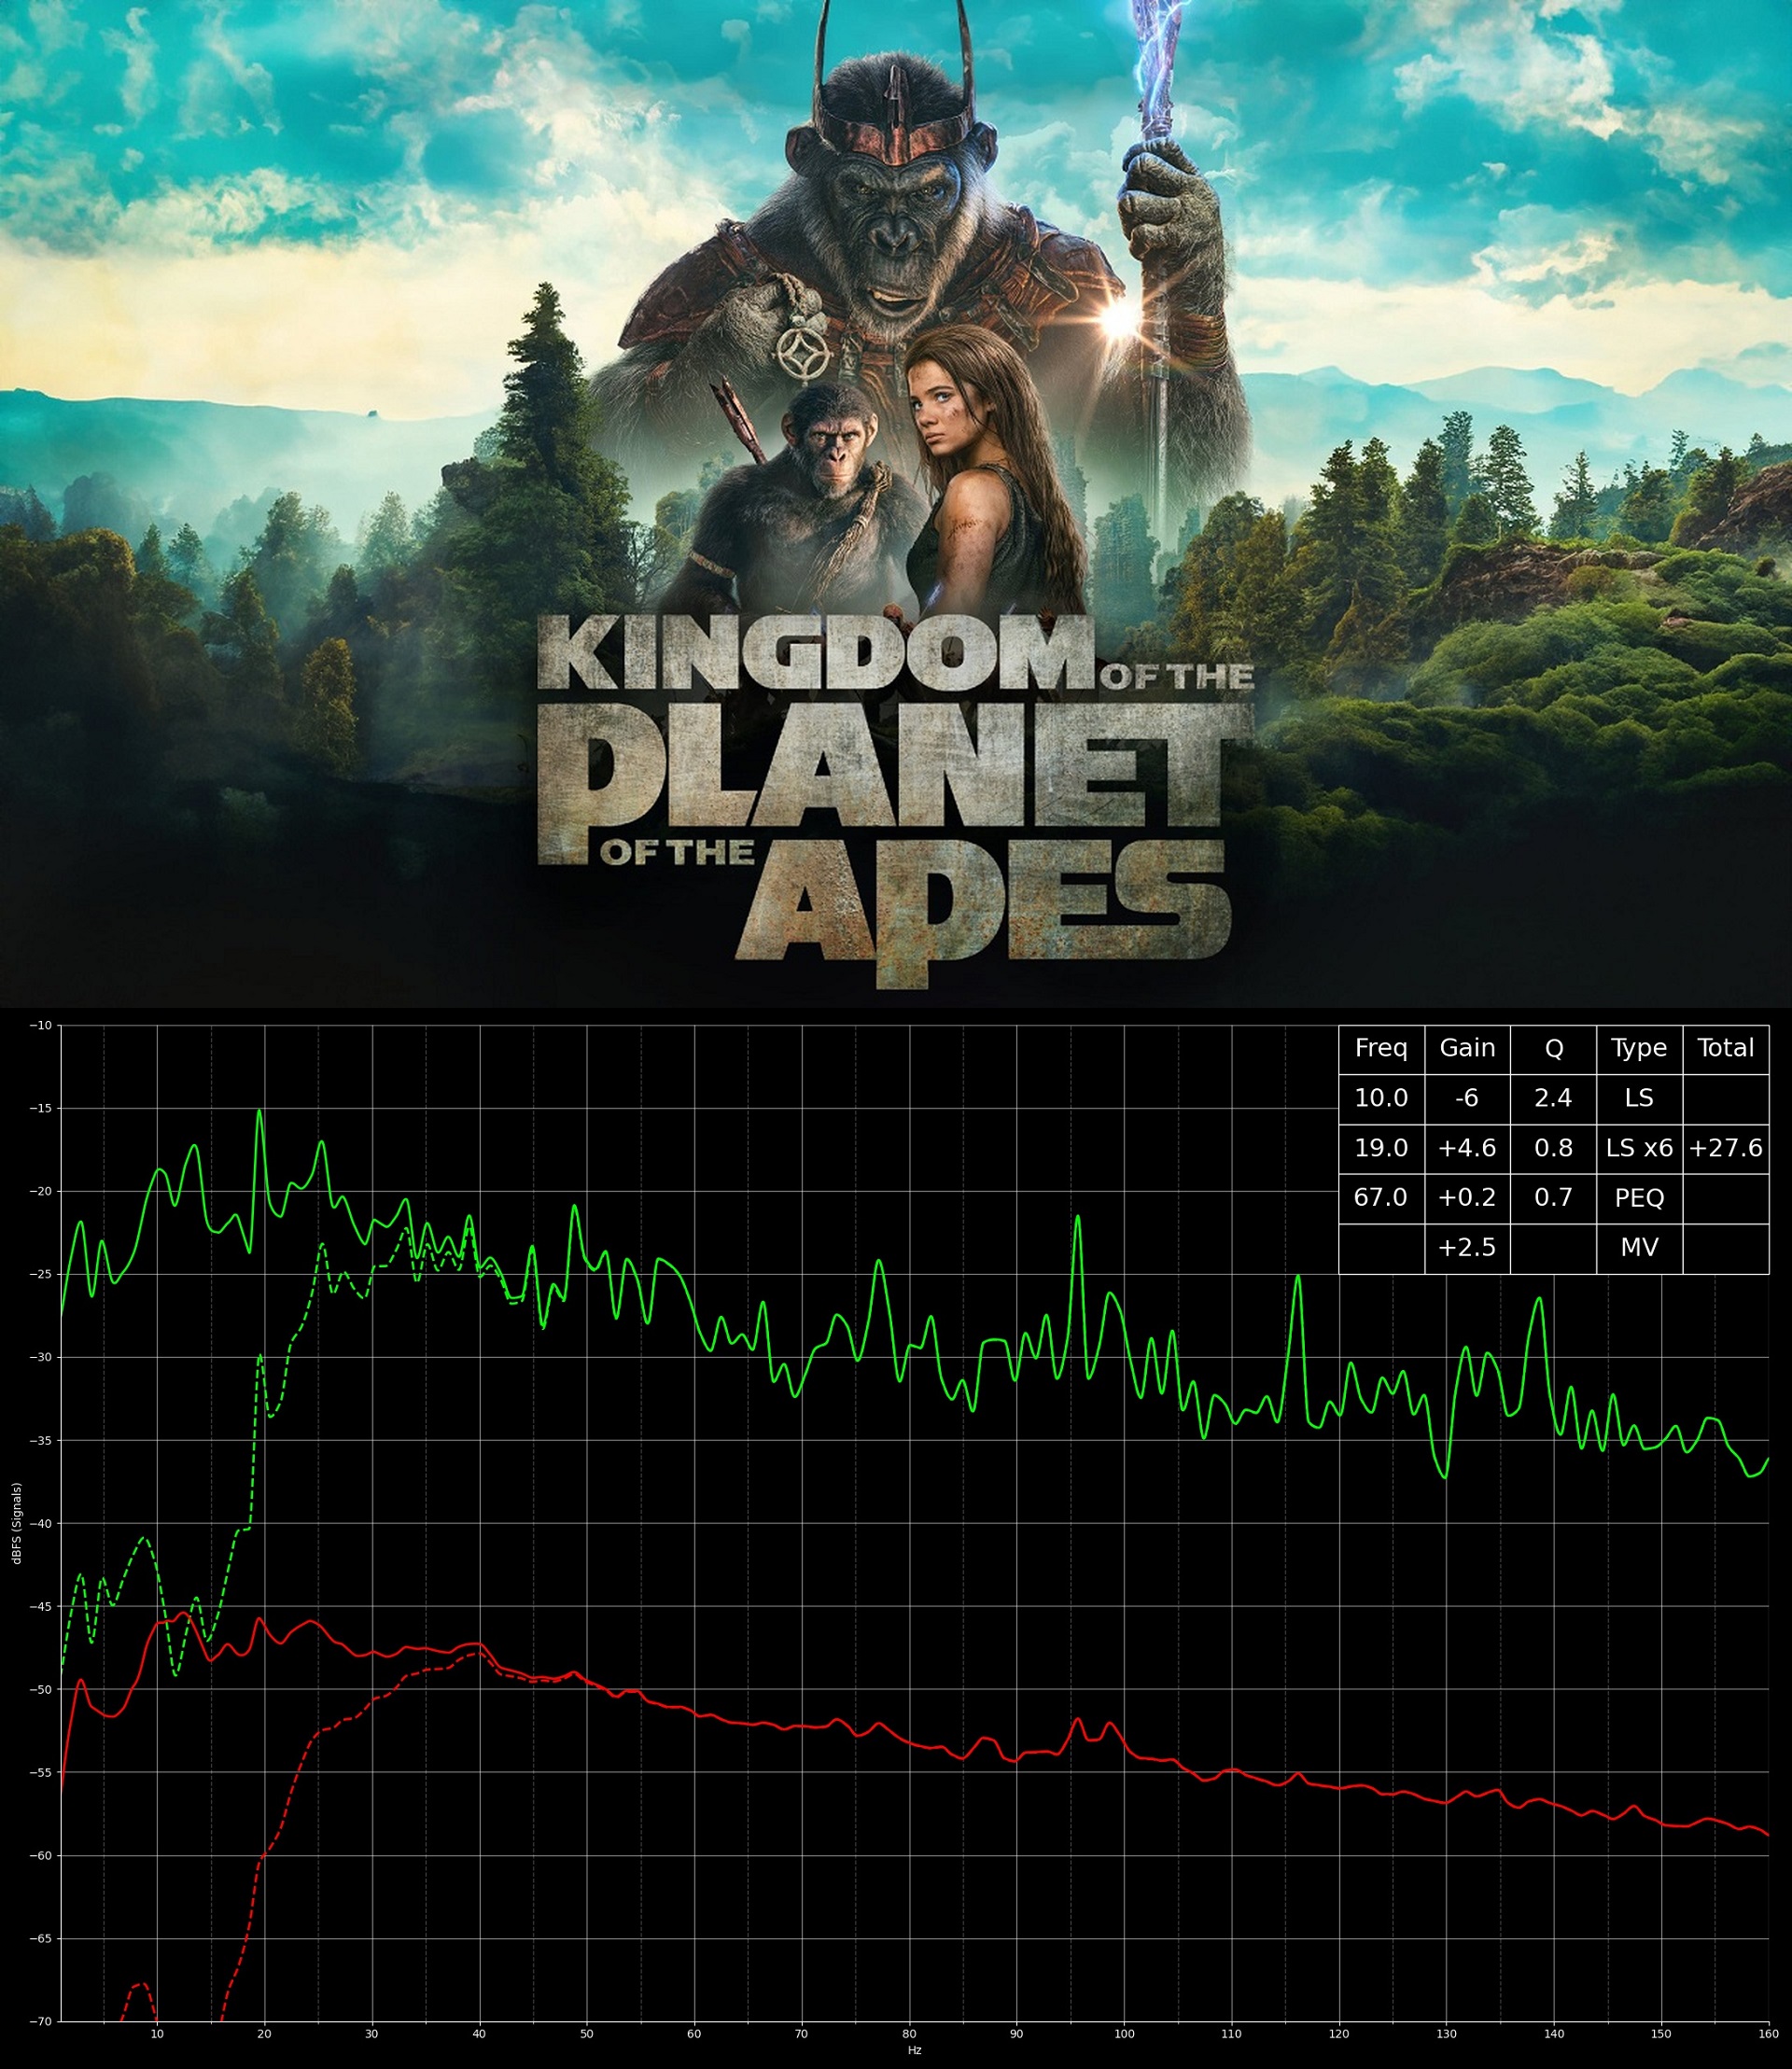 KINGDOM OF THE
PLANET
OF THE APES
Freq Gain Q Type Total
10.0 -6 2.4 LS
19.0 +4.6 0.8 LS x6 +27.6
67.0 +0.2 0.7 PEQ
+2.5 MV
−10
−15
−20
−25
−30
−35
−40
−45
−50
−55
−60
−65
−70
dBFS (Signals)
10 20 30 40 50 60 70 80 90 100 110 120 130 140 150 160
Hz